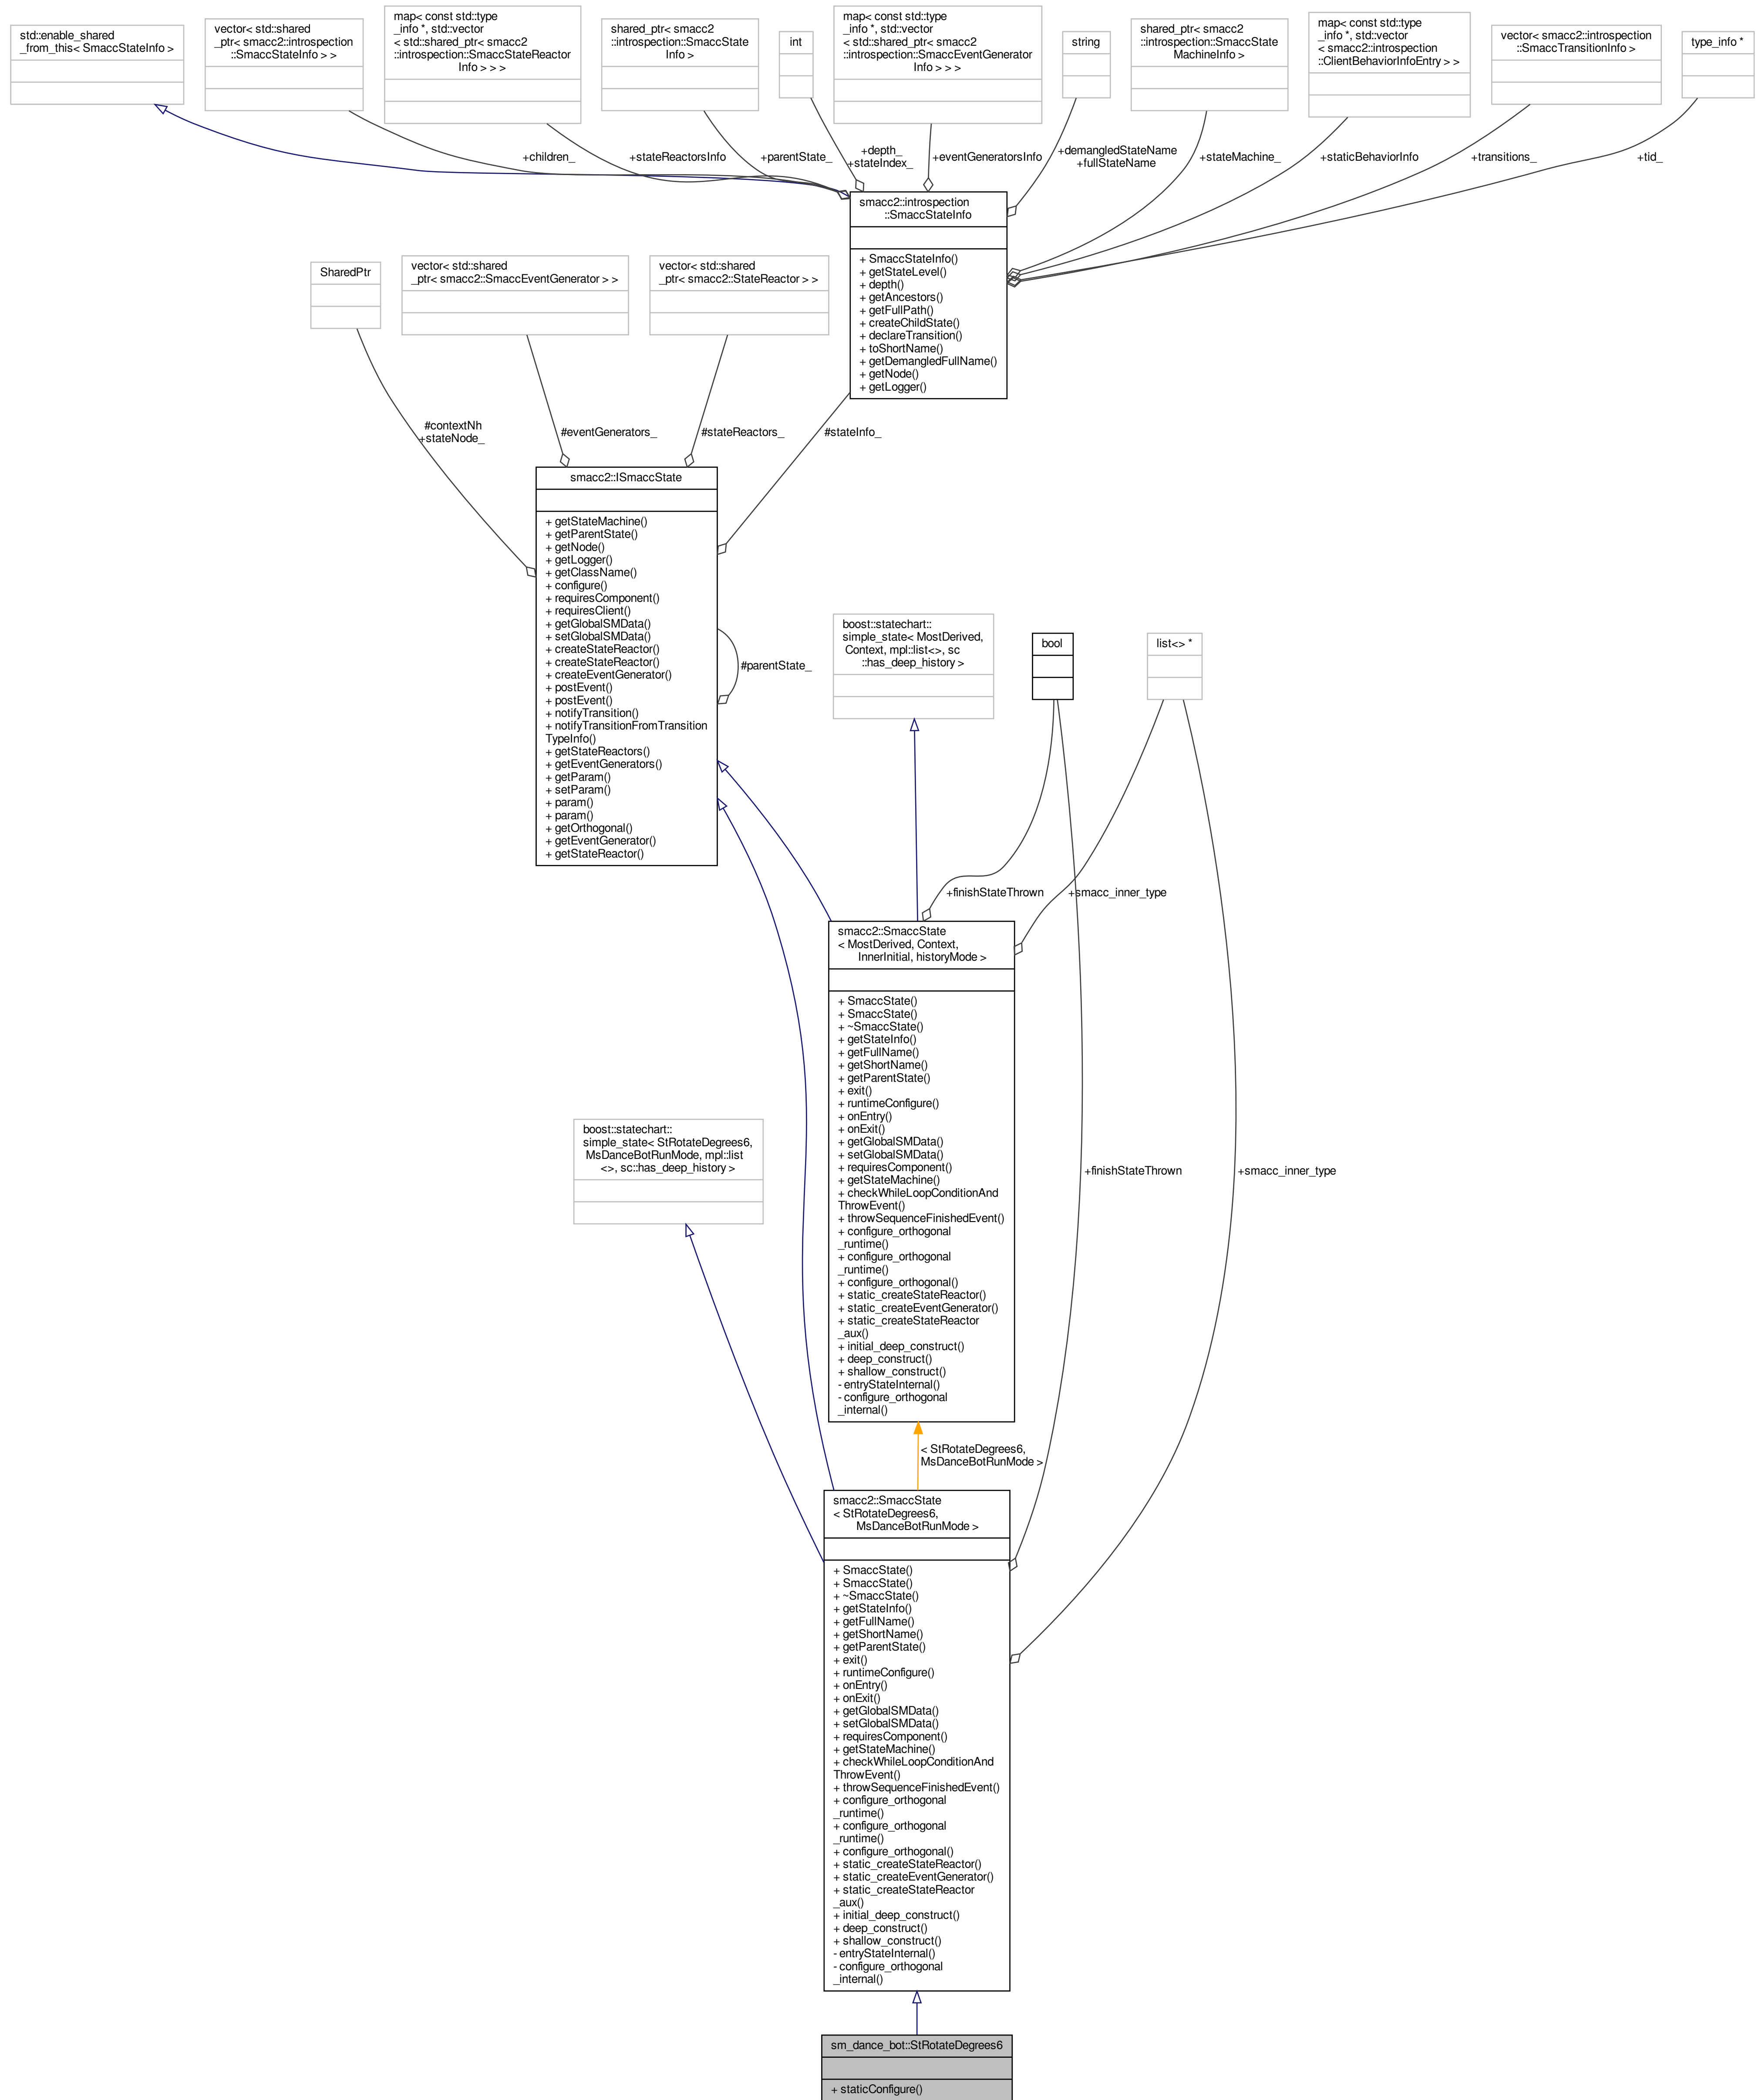 std::enable_shared
_from_this< SmaccStateInfo >
vector< std::shared
_ptr< smacc2::introspection
::SmaccStateInfo > >
map< const std::type
_info *, std::vector
< std::shared_ptr< smacc2
::introspection::SmaccStateReactor
Info > > >
shared_ptr< smacc2
::introspection::SmaccState
Info >
int
map< const std::type
_info *, std::vector
< std::shared_ptr< smacc2
::introspection::SmaccEventGenerator
Info > > >
string
shared_ptr< smacc2
::introspection::SmaccState
MachineInfo >
map< const std::type
_info *, std::vector
< smacc2::introspection
::ClientBehaviorInfoEntry > >
vector< smacc2::introspection
::SmaccTransitionInfo >
type_info *
+children_
+stateReactorsInfo
+parentState_
+depth_
+stateIndex_
+eventGeneratorsInfo
+demangledStateName
+fullStateName
+stateMachine_
+staticBehaviorInfo
+transitions_
+tid_
smacc2::introspection
::SmaccStateInfo
+ SmaccStateInfo()
+ getStateLevel()
+ depth()
+ getAncestors()
+ getFullPath()
+ createChildState()
+ declareTransition()
+ toShortName()
+ getDemangledFullName()
+ getNode()
+ getLogger()
SharedPtr
vector< std::shared
_ptr< smacc2::SmaccEventGenerator > >
vector< std::shared
_ptr< smacc2::StateReactor > >
#contextNh
+stateNode_
#eventGenerators_
#stateReactors_
#stateInfo_
smacc2::ISmaccState
+ getStateMachine()
+ getParentState()
+ getNode()
+ getLogger()
+ getClassName()
+ configure()
+ requiresComponent()
+ requiresClient()
+ getGlobalSMData()
+ setGlobalSMData()
+ createStateReactor()
+ createStateReactor()
+ createEventGenerator()
+ postEvent()
+ postEvent()
+ notifyTransition()
+ notifyTransitionFromTransition
TypeInfo()
+ getStateReactors()
+ getEventGenerators()
+ getParam()
+ setParam()
+ param()
+ param()
+ getOrthogonal()
+ getEventGenerator()
+ getStateReactor()
#parentState_
boost::statechart::
simple_state< MostDerived,
Context, mpl::list<>, sc
::has_deep_history >
bool
list<> *
+finishStateThrown
+smacc_inner_type
smacc2::SmaccState
< MostDerived, Context,
InnerInitial, historyMode >
+ SmaccState()
+ SmaccState()
+ ~SmaccState()
+ getStateInfo()
+ getFullName()
+ getShortName()
+ getParentState()
+ exit()
+ runtimeConfigure()
+ onEntry()
+ onExit()
+ getGlobalSMData()
+ setGlobalSMData()
+ requiresComponent()
+ getStateMachine()
+ checkWhileLoopConditionAnd
ThrowEvent()
+ throwSequenceFinishedEvent()
+ configure_orthogonal
_runtime()
+ configure_orthogonal
_runtime()
+ configure_orthogonal()
+ static_createStateReactor()
+ static_createEventGenerator()
+ static_createStateReactor
_aux()
+ initial_deep_construct()
+ deep_construct()
+ shallow_construct()
- entryStateInternal()
- configure_orthogonal
_internal()
boost::statechart::
simple_state< StRotateDegrees6,
MsDanceBotRunMode, mpl::list
<>, sc::has_deep_history >
+finishStateThrown
+smacc_inner_type
< StRotateDegrees6,
MsDanceBotRunMode >
smacc2::SmaccState
< StRotateDegrees6,
MsDanceBotRunMode >
+ SmaccState()
+ SmaccState()
+ ~SmaccState()
+ getStateInfo()
+ getFullName()
+ getShortName()
+ getParentState()
+ exit()
+ runtimeConfigure()
+ onEntry()
+ onExit()
+ getGlobalSMData()
+ setGlobalSMData()
+ requiresComponent()
+ getStateMachine()
+ checkWhileLoopConditionAnd
ThrowEvent()
+ throwSequenceFinishedEvent()
+ configure_orthogonal
_runtime()
+ configure_orthogonal
_runtime()
+ configure_orthogonal()
+ static_createStateReactor()
+ static_createEventGenerator()
+ static_createStateReactor
_aux()
+ initial_deep_construct()
+ deep_construct()
+ shallow_construct()
- entryStateInternal()
- configure_orthogonal
_internal()
sm_dance_bot::StRotateDegrees6
+ staticConfigure()